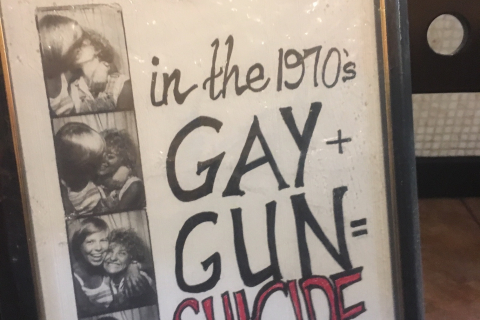 in the 1970's
GAY +
GUN =
SUICIDE